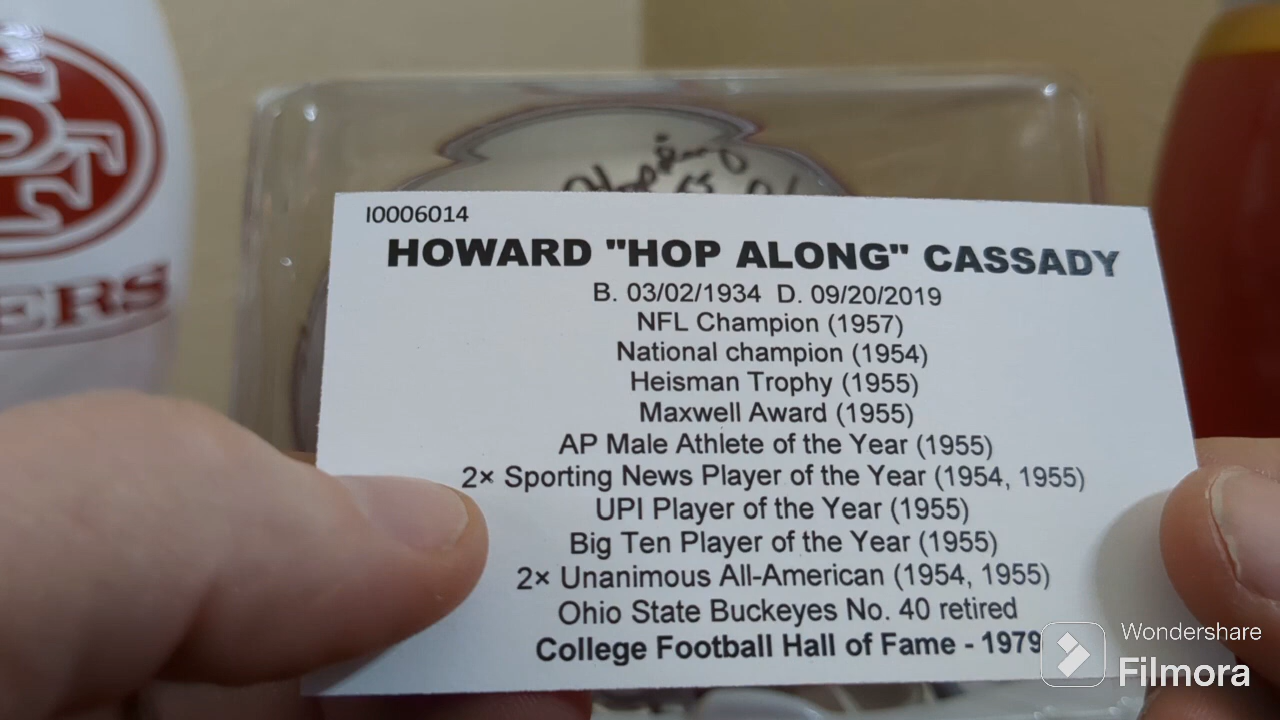 I0006014
HOWARD "HOP ALONG" CASSADY
B. 03/02/1934 D. 09/20/2019
NFL Champion (1957)
National champion (1954)
Heisman Trophy (1955)
Maxwell Award (1955)
AP Male Athlete of the Year (1955)
2× Sporting News Player of the Year (1954, 1955)
UPI Player of the Year (1955)
Big Ten Player of the Year (1955)
2× Unanimous All-American (1954, 1955)
Ohio State Buckeyes No. 40 retired
College Football Hall of Fame - 1979
ERS
Wondershare
Filmora